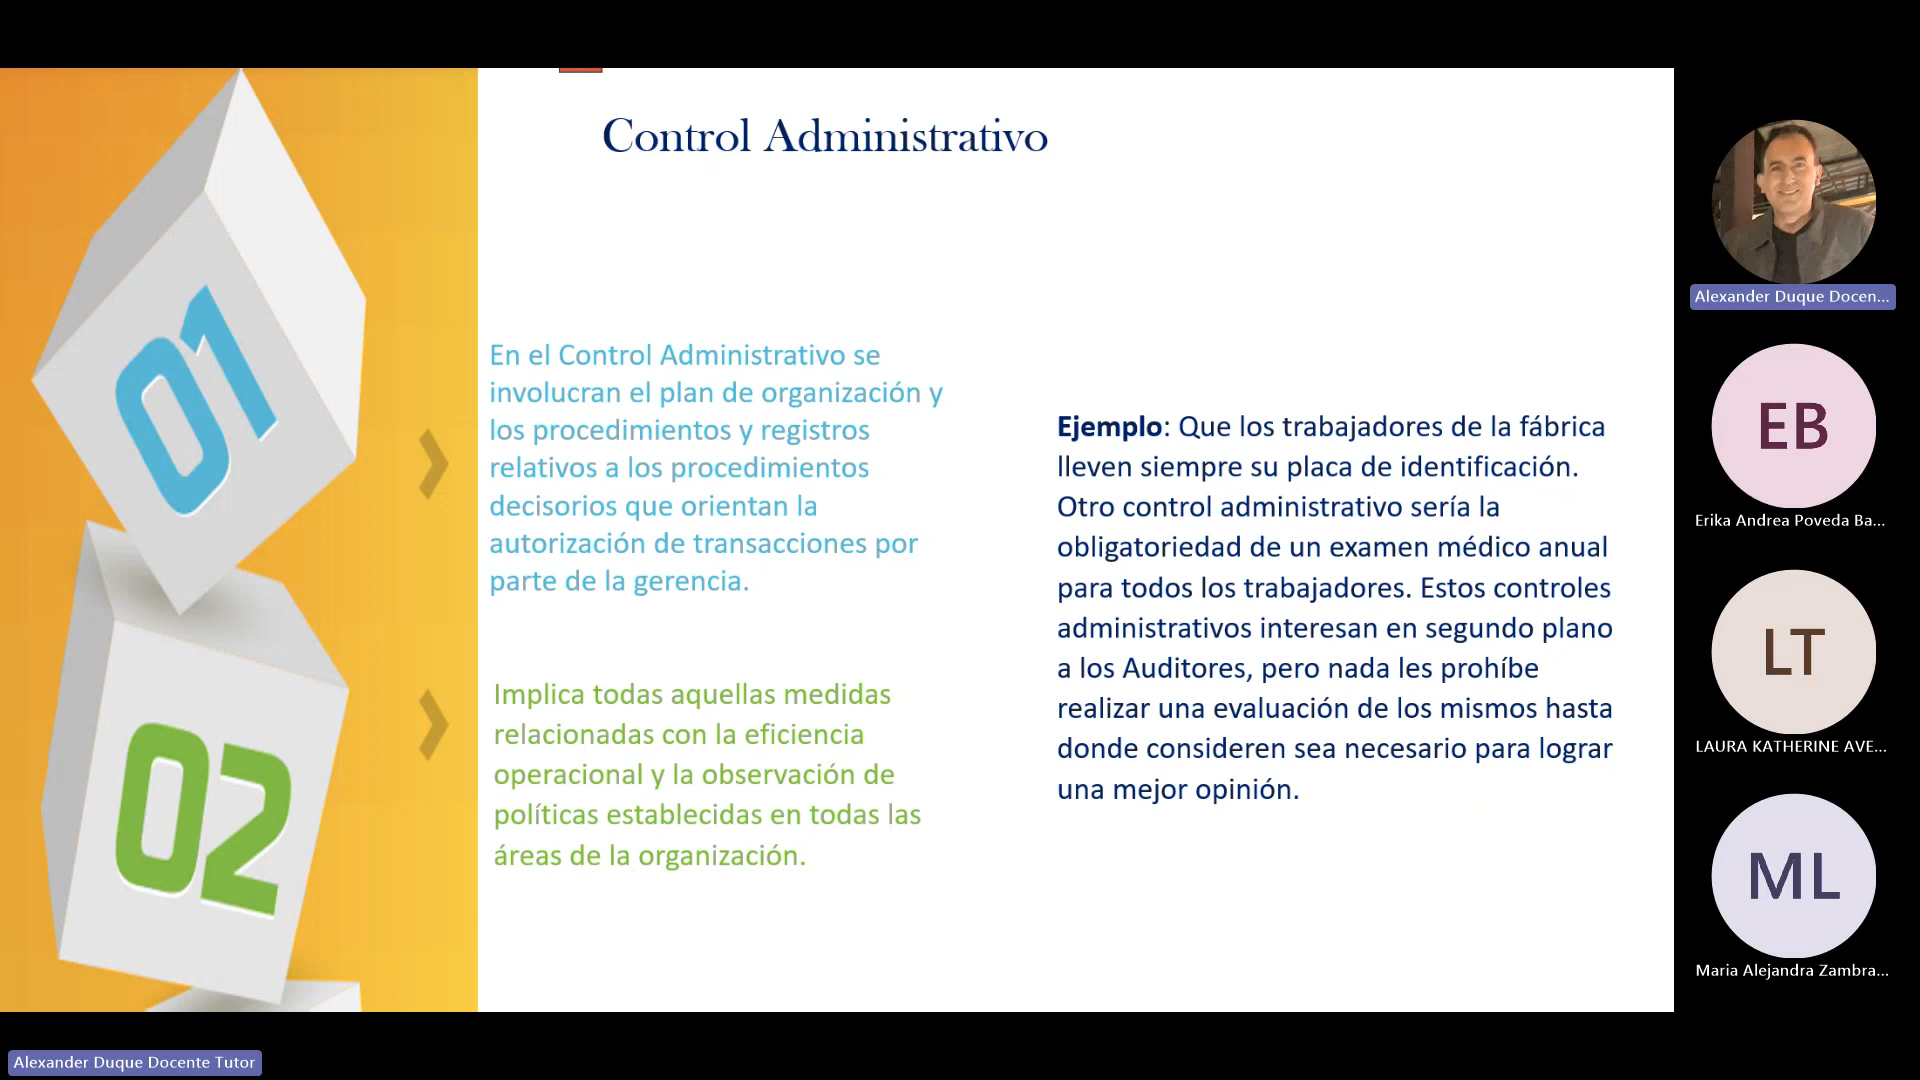 Control Administrativo
01
En el Control Administrativo se
involucran el plan de organización y
los procedimientos y registros
relativos a los procedimientos
decisorios que orientan la
autorización de transacciones por
parte de la gerencia.
02
Implica todas aquellas medidas
relacionadas con la eficiencia
operacional y la observación de
políticas establecidas en todas las
áreas de la organización.
Ejemplo: Que los trabajadores de la fábrica
lleven siempre su placa de identificación.
Otro control administrativo sería la
obligatoriedad de un examen médico anual
para todos los trabajadores. Estos controles
administrativos interesan en segundo plano
a los Auditores, pero nada les prohíbe
realizar una evaluación de los mismos hasta
donde consideren sea necesario para lograr
una mejor opinión.
Alexander Duque Docen...
EB
Erika Andrea Poveda Ba...
LT
LAURA KATHERINE AVE...
ML
Maria Alejandra Zambra...
Alexander Duque Docente Tutor